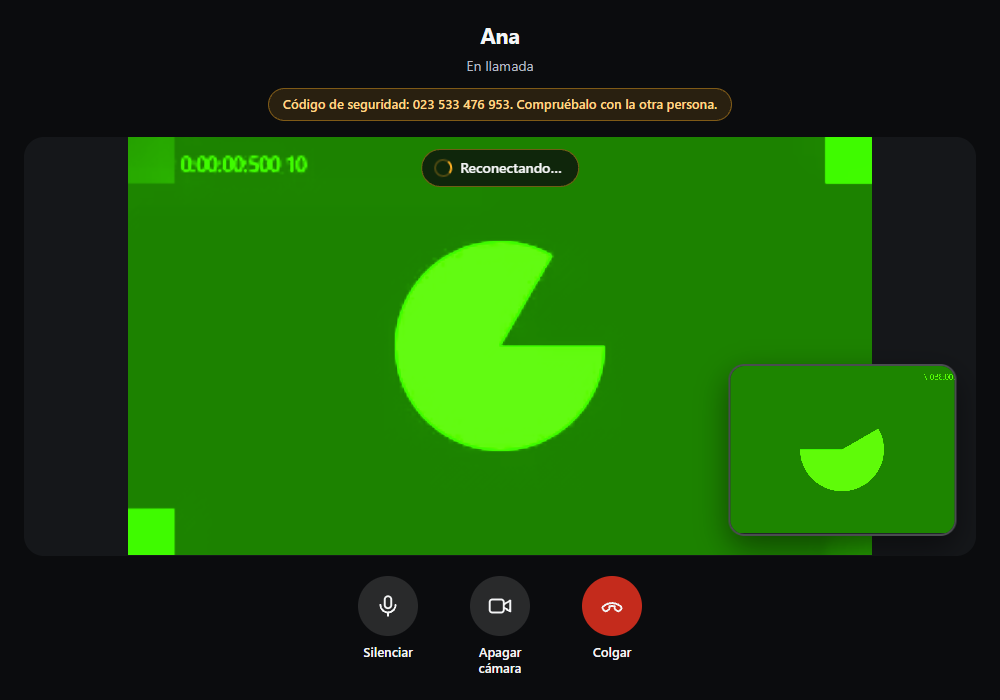 Ana
En llamada
Código de seguridad: 023 533 476 953. Compruébalo con la otra persona.
0:00:00:500 10
Reconectando...
Silenciar
Apagar
cámara
Colgar